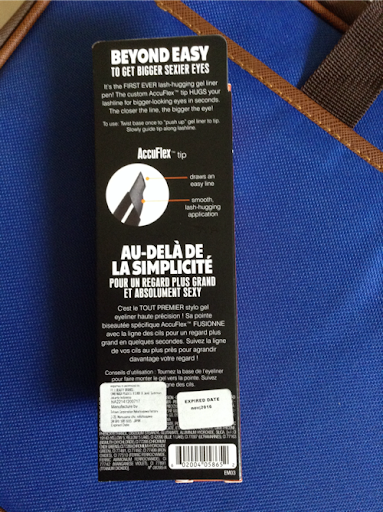 BEYOND EASY
TO GET BIGGER SEXIER EYES
It's the FIRST EVER lash-hugging gel liner
pen! The custom AccuFlex™ tip HUGS your
lashline for bigger-looking eyes in seconds.
The closer the line, the bigger the eye!
To use: Twist base once to "push up" gel liner to tip.
Slowly guide tip along lashline.
AccuFlex™ tip
draws an
easy line
smooth,
lash-hugging
application
AU-DELÀ DE
LA SIMPLICITÉ
POUR UN REGARD PLUS GRAND
ET ABSOLUMENT SEXY
C'est le TOUT PREMIER stylo gel
eyeliner haute précision ! Sa pointe
biseautée spécifique AccuFlex™ FUSIONNE
avec la ligne des cils pour un regard plus
grand en quelques secondes. Suivez la ligne
de vos cils au plus près pour agrandir
davantage votre regard !
Conseils d'utilisation : Tournez la base de l'eyeliner
pour faire monter le gel vers la pointe. Suivez
ligne des cils.
EXPIRED DATE
Manufacture by
EM03